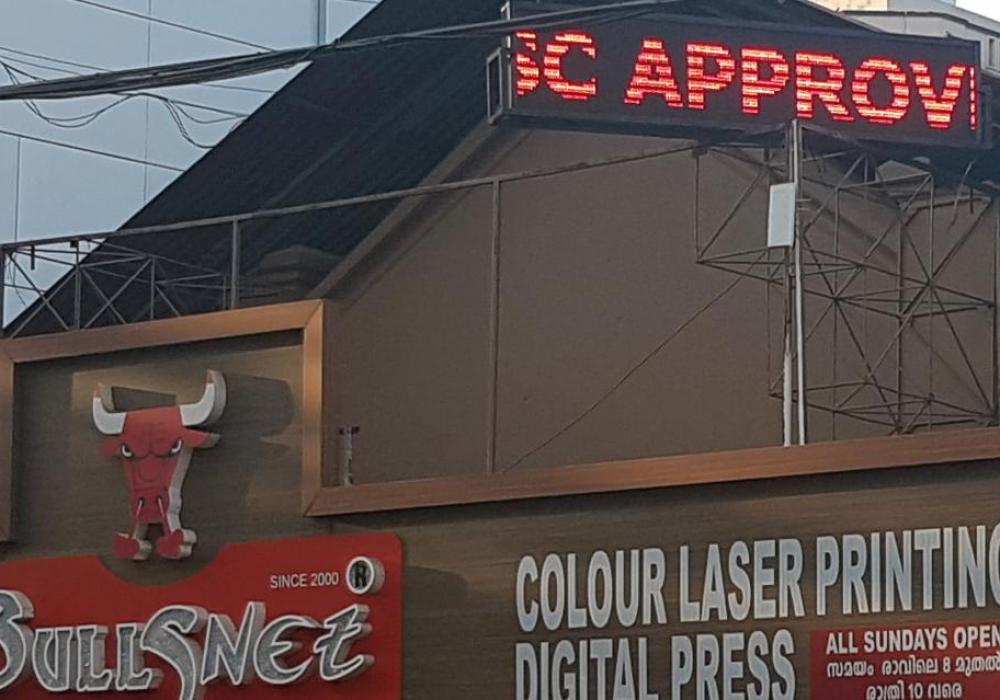 SC APPROV
SINCE 2000 ®
BULLSNET
COLOUR LASER PRINTING
DIGITAL PRESS
ALL SUNDAYS OPEN
സമയം രാവിലെ 8 മുതൽ
രാത്രി 10 വരെ